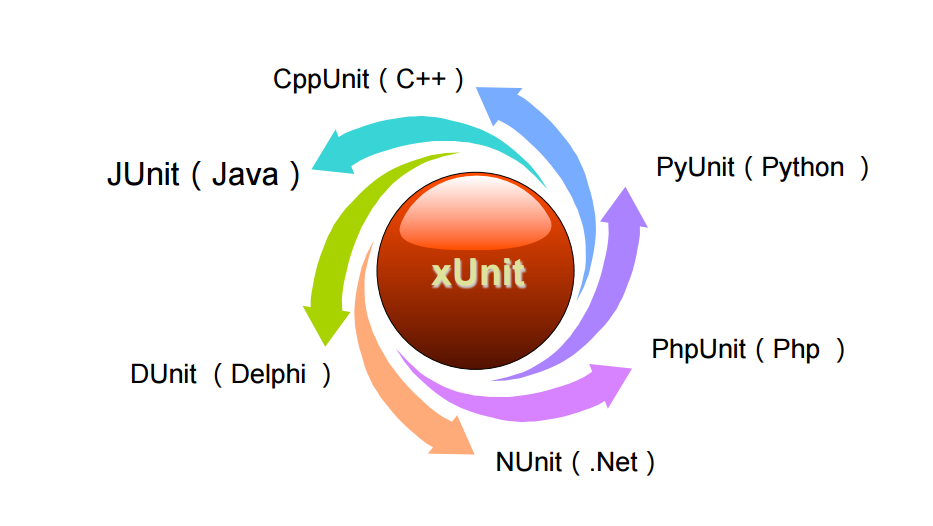 CppUnit ( C++ )
PyUnit ( Python )
JUnit ( Java )
xUnit
PhpUnit ( Php )
DUnit ( Delphi )
NUnit ( .Net )